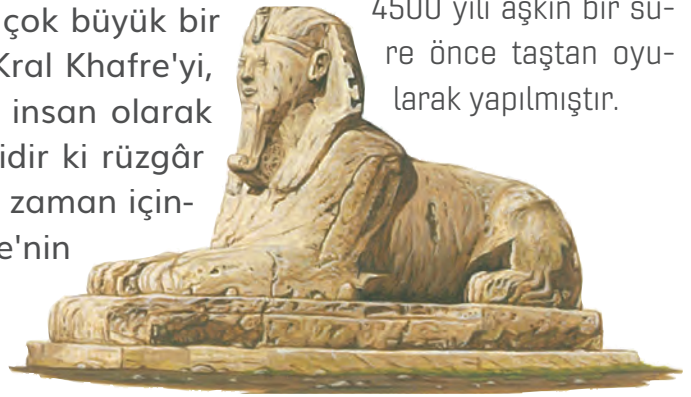 çok büyük bir
Kral Khafre'yi,
insan olarak
idir ki rüzgâr
zaman için-
e'nin
4500 yılı aşkın bir sü-
re önce taştan oyu-
larak yapılmıştır.